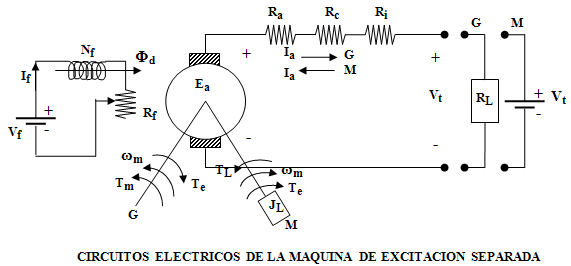 Ra Rc Ri G M
Nf Φd
If
Ea
+
Ia G
Ia M
+
Rf
Vf
+
-
Vt
RL
+
-
Vt
-
-
ωm
Tm
Te
G
TL
ωm
Te
JL
M
CIRCUITOS ELECTRICOS DE LA MAQUINA DE EXCITACION SEPARADA